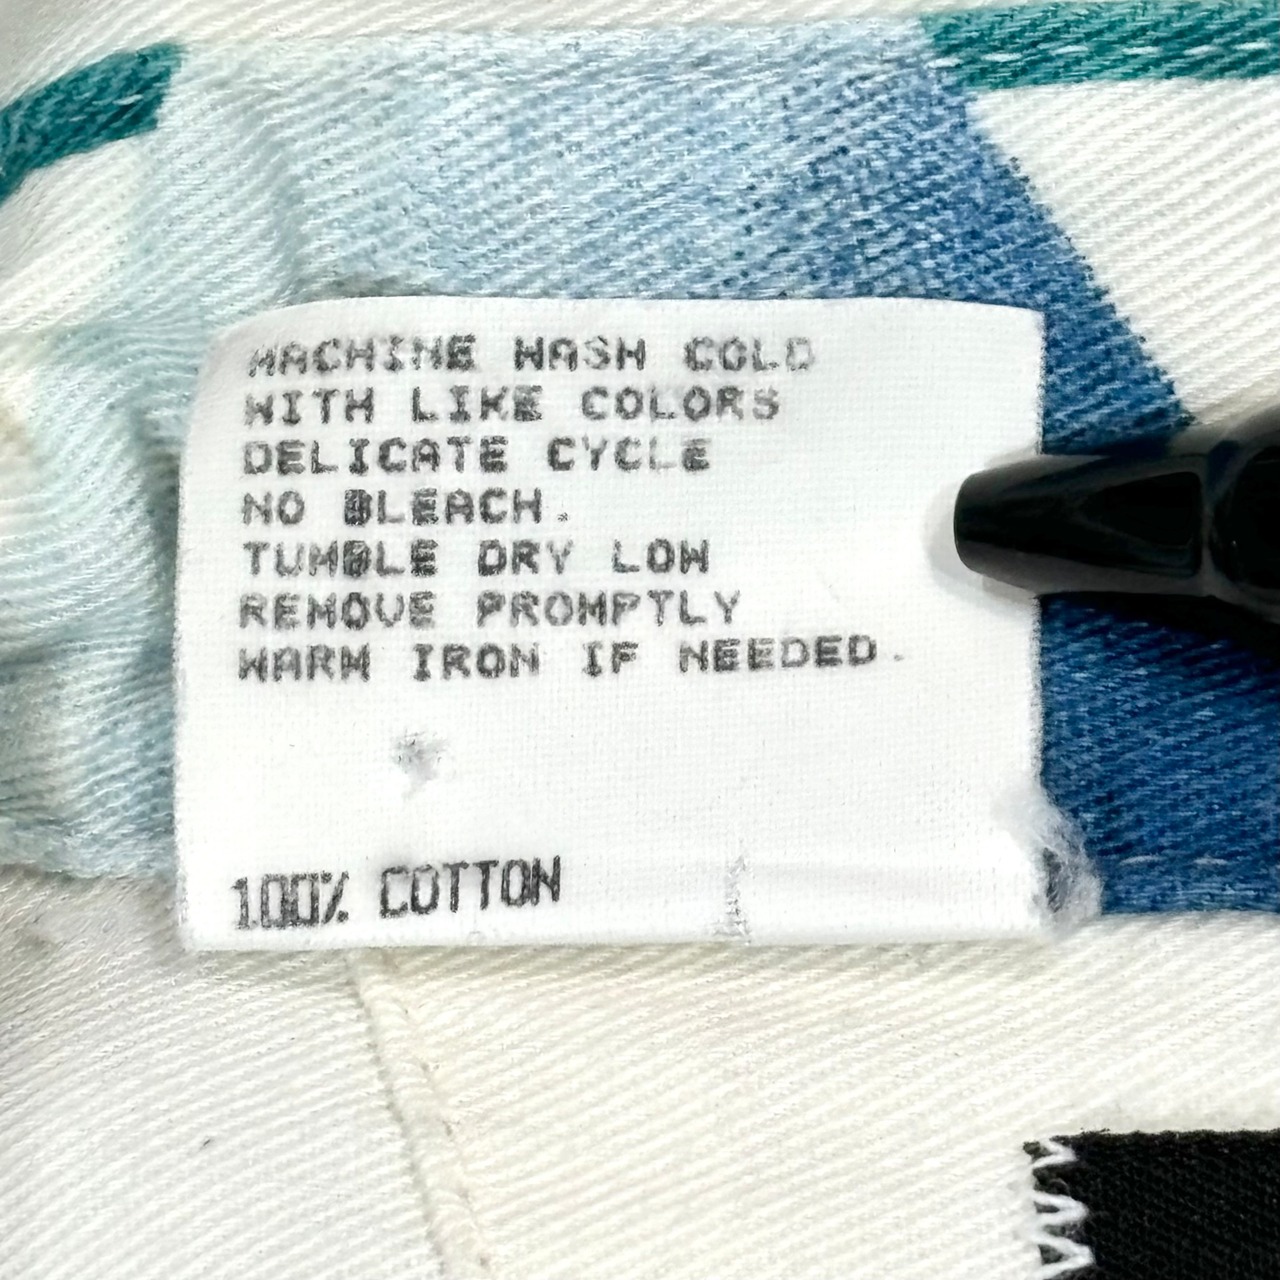 MACHINE WASH COLD
WITH LIKE COLORS
DELICATE CYCLE
NO BLEACH.
TUMBLE DRY LOW
REMOVE PROMPTLY
WARM IRON IF NEEDED.
100% COTTON